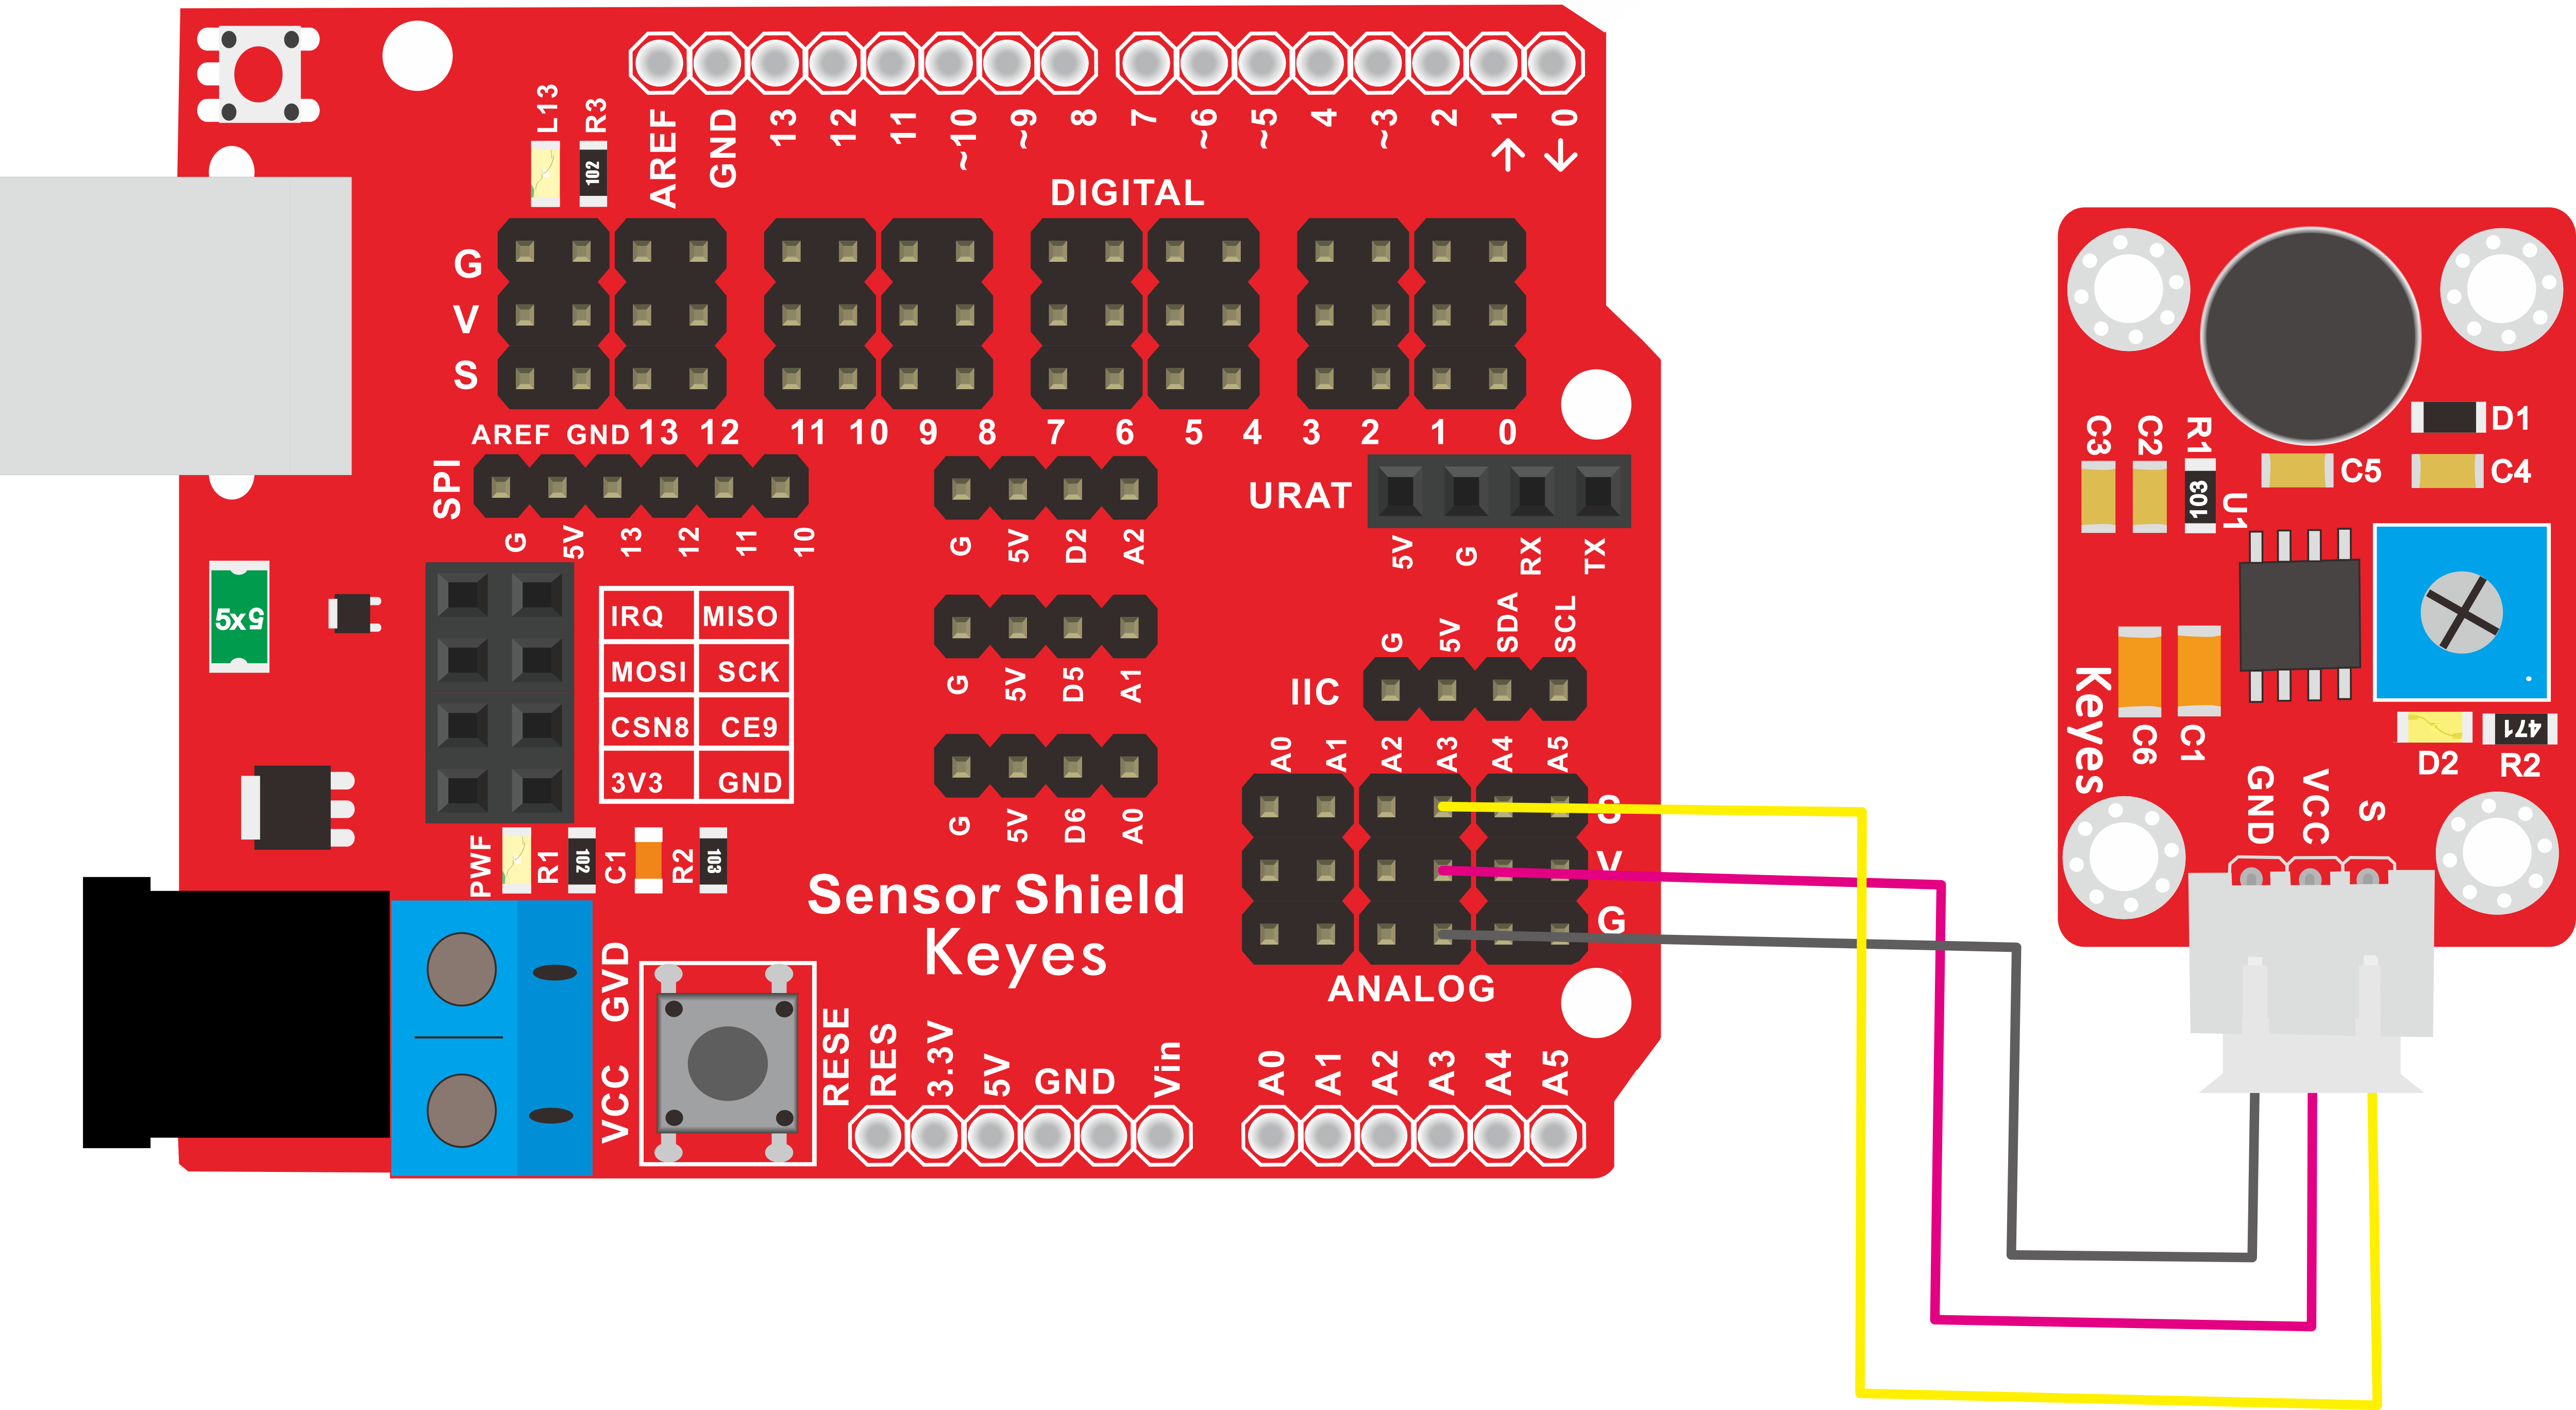 L13
R3
102
AREF
GND
13
12
11
~10
~9
8
7
~6
~5
4
~3
2
1
0
DIGITAL
G
V
S
AREF GND 13 12 11 10 9 8 7 6 5 4 3 2 1 0
SPI
G
5V
13
12
11
10
G
5V
D2
A2
URAT
5V
G
RX
TX
5x5
IRQ MISO
MOSI SCK
CSN8 CE9
3V3 GND
G
5V
D5
A1
G
5V
SDA
SCL
IIC
G
5V
D6
A0
A0
A1
A2
A3
A4
A5
S
V
G
ANALOG
PWF
R1
102
C1
R2
103
Sensor Shield
Keyes
GVD
VCC
RESE
RES
3.3V
5V
GND
Vin
A0
A1
A2
A3
A4
A5
D1
C3
C2
R1
103
U1
C5
C4
Keyes
C6
C1
471
D2
R2
GND
VCC
S